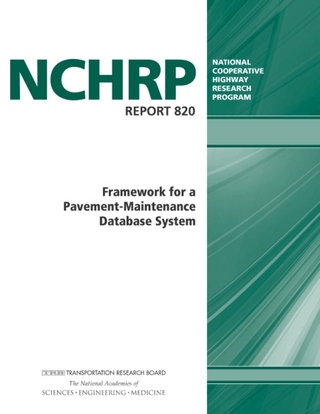 NCHRP
REPORT 820
NATIONAL
COOPERATIVE
HIGHWAY
RESEARCH
PROGRAM
Framework for a
Pavement-Maintenance
Database System
TRB TRANSPORTATION RESEARCH BOARD
The National Academies of
SCIENCES • ENGINEERING • MEDICINE